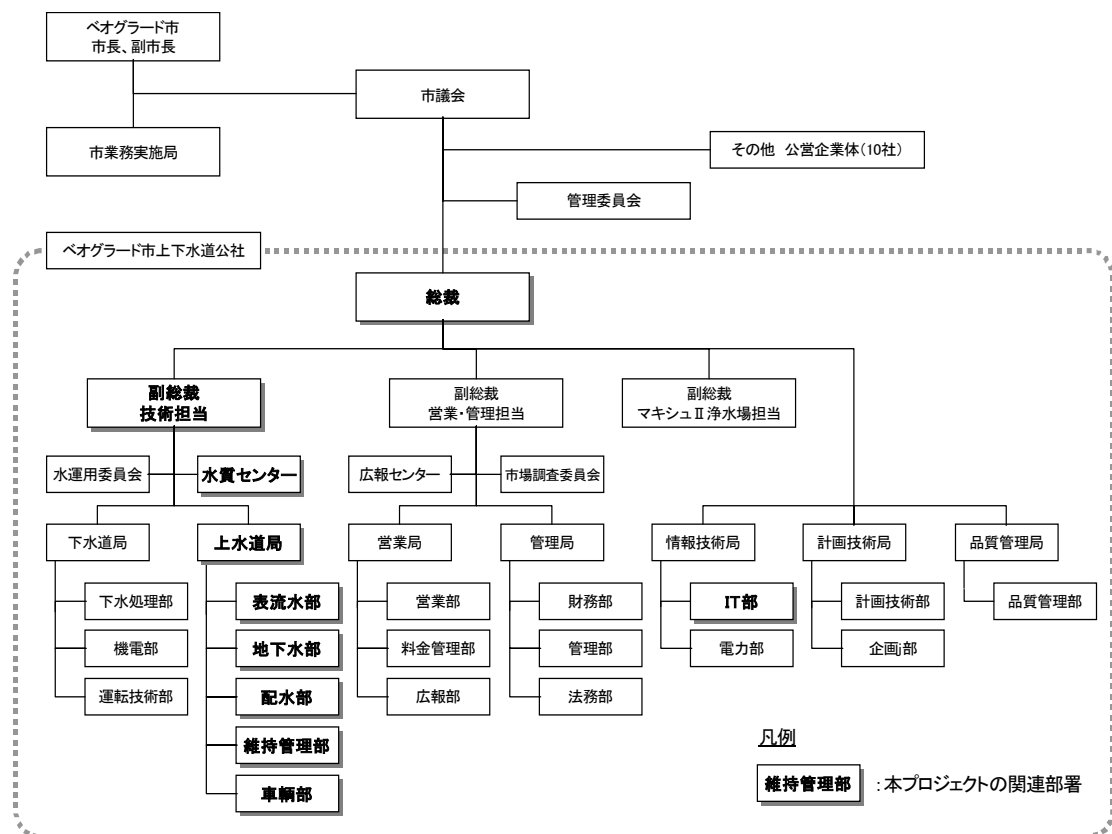 ベオグラード市
市長、副市長
市議会
市業務実施局
その他 公営企業体(10社)
管理委員会
ベオグラード市上下水道公社
総裁
副総裁
技術担当
副総裁
営業・管理担当
副総裁
マキシュⅡ浄水場担当
水運用委員会
水質センター
広報センター
市場調査委員会
下水道局
上水道局
営業局
管理局
情報技術局
計画技術局
品質管理局
下水処理部
表流水部
営業部
財務部
IT部
計画技術部
品質管理部
機電部
地下水部
料金管理部
管理部
電力部
企画j部
運転技術部
配水部
広報部
法務部
維持管理部
車輌部
凡例
維持管理部 :本プロジェクトの関連部署